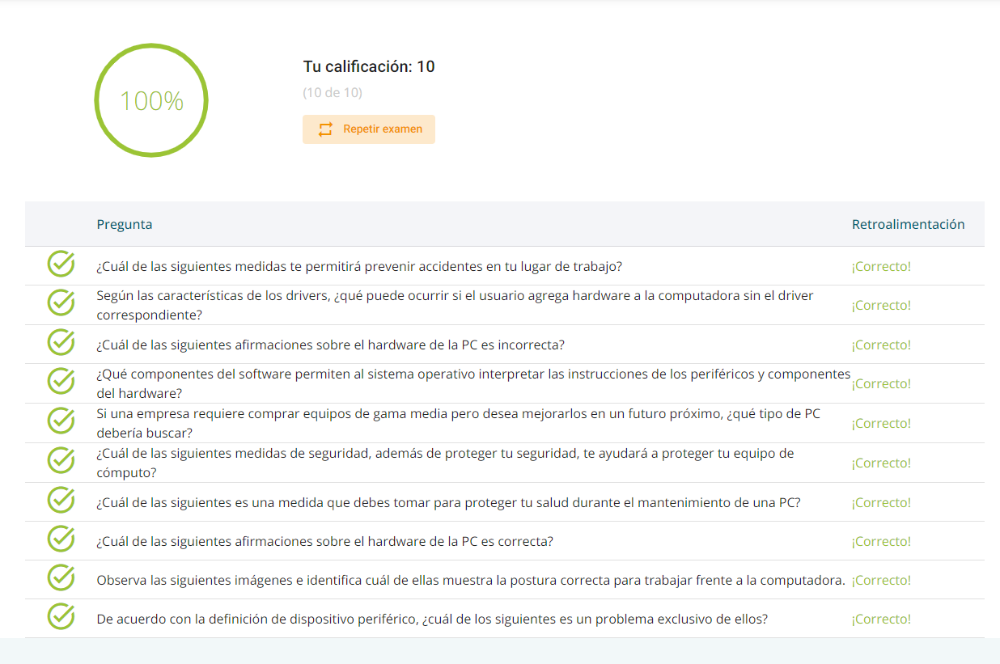 100%
Tu calificación: 10
(10 de 10)
Repetir examen
Pregunta
Retroalimentación
¿Cuál de las siguientes medidas te permitirá prevenir accidentes en tu lugar de trabajo?
¡Correcto!
Según las características de los drivers, ¿qué puede ocurrir si el usuario agrega hardware a la computadora sin el driver
correspondiente?
¡Correcto!
¿Cuál de las siguientes afirmaciones sobre el hardware de la PC es incorrecta?
¡Correcto!
¿Qué componentes del software permiten al sistema operativo interpretar las instrucciones de los periféricos y componentes
del hardware?
¡Correcto!
Si una empresa requiere comprar equipos de gama media pero desea mejorarlos en un futuro próximo, ¿qué tipo de PC
debería buscar?
¡Correcto!
¿Cuál de las siguientes medidas de seguridad, además de proteger tu seguridad, te ayudará a proteger tu equipo de
cómputo?
¡Correcto!
¿Cuál de las siguientes es una medida que debes tomar para proteger tu salud durante el mantenimiento de una PC?
¡Correcto!
¿Cuál de las siguientes afirmaciones sobre el hardware de la PC es correcta?
¡Correcto!
Observa las siguientes imágenes e identifica cuál de ellas muestra la postura correcta para trabajar frente a la computadora.
¡Correcto!
De acuerdo con la definición de dispositivo periférico, ¿cuál de los siguientes es un problema exclusivo de ellos?
¡Correcto!